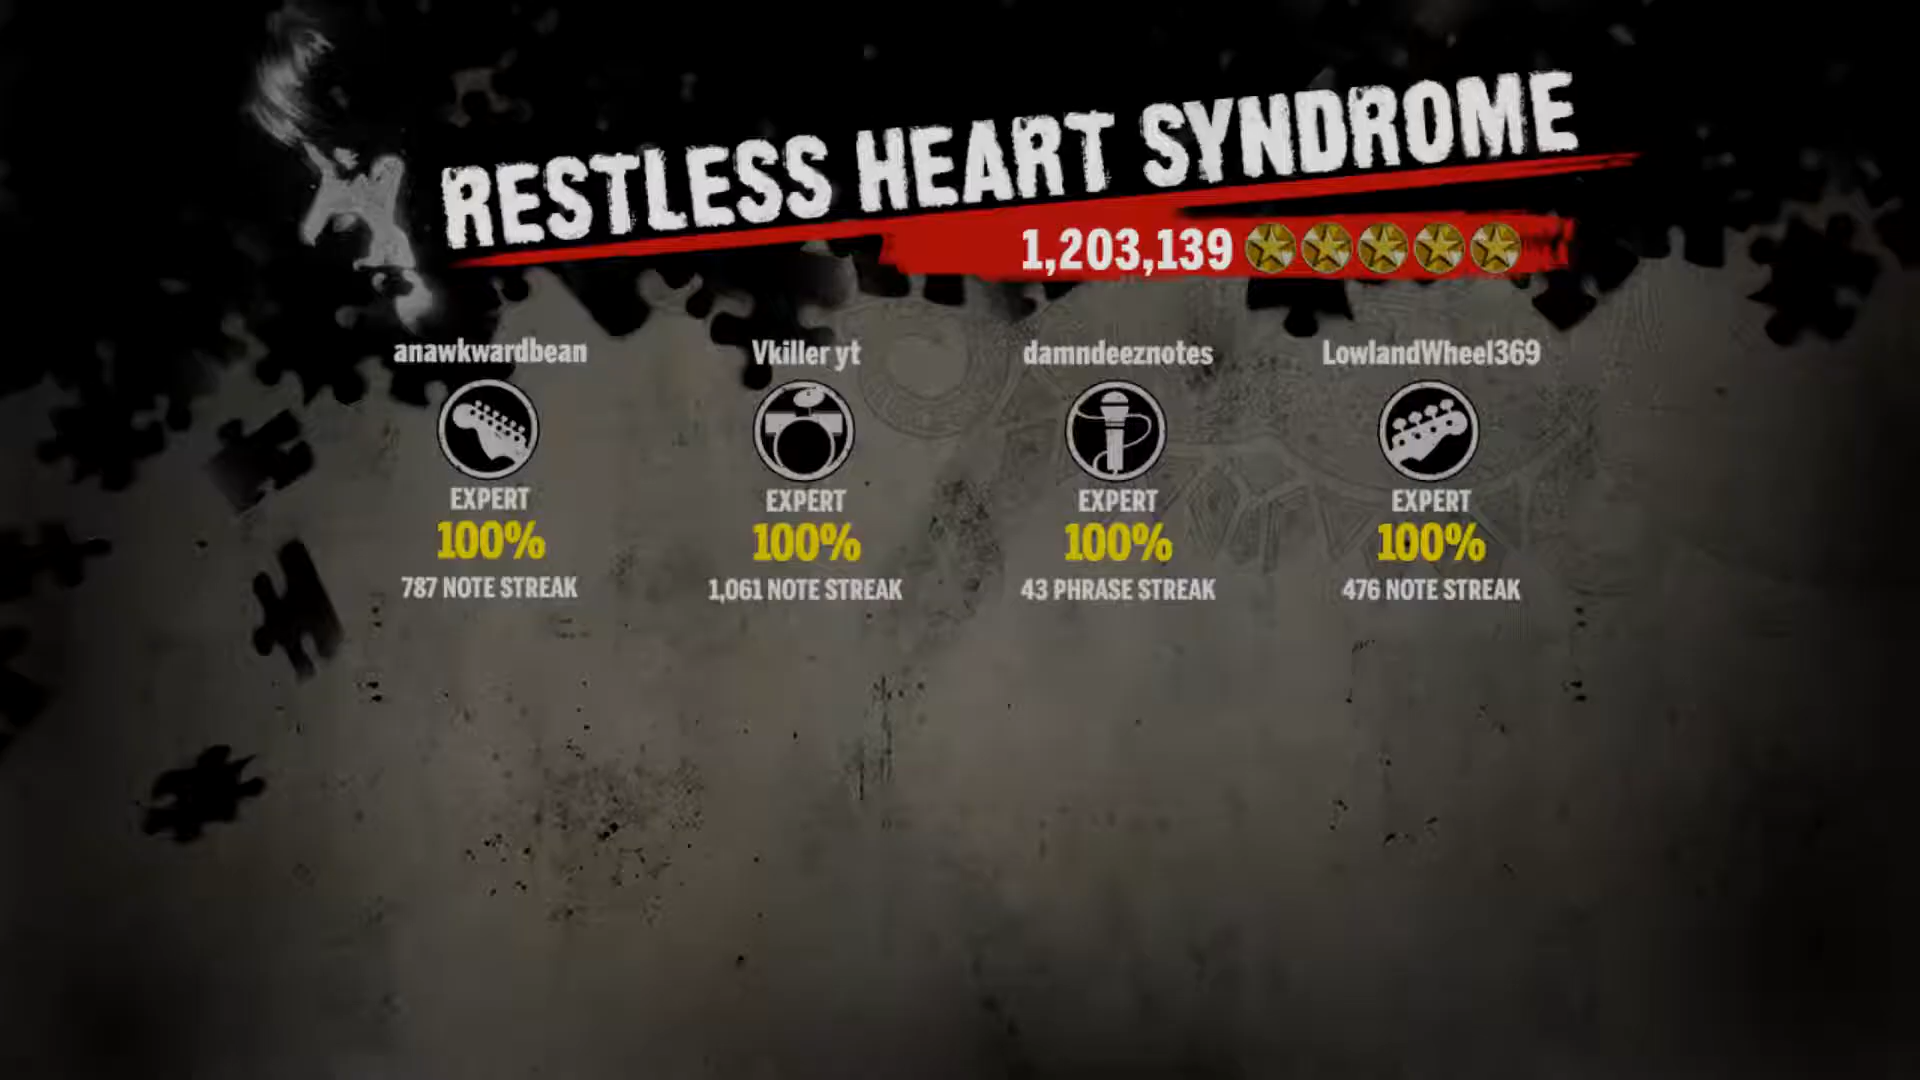 RESTLESS HEART SYNDROME
1,203,139
anawkwardbean Vkiller yt damndeeznotes LowlandWheel369
EXPERT EXPERT EXPERT EXPERT
100% 100% 100% 100%
787 NOTE STREAK 1,061 NOTE STREAK 43 PHRASE STREAK 476 NOTE STREAK